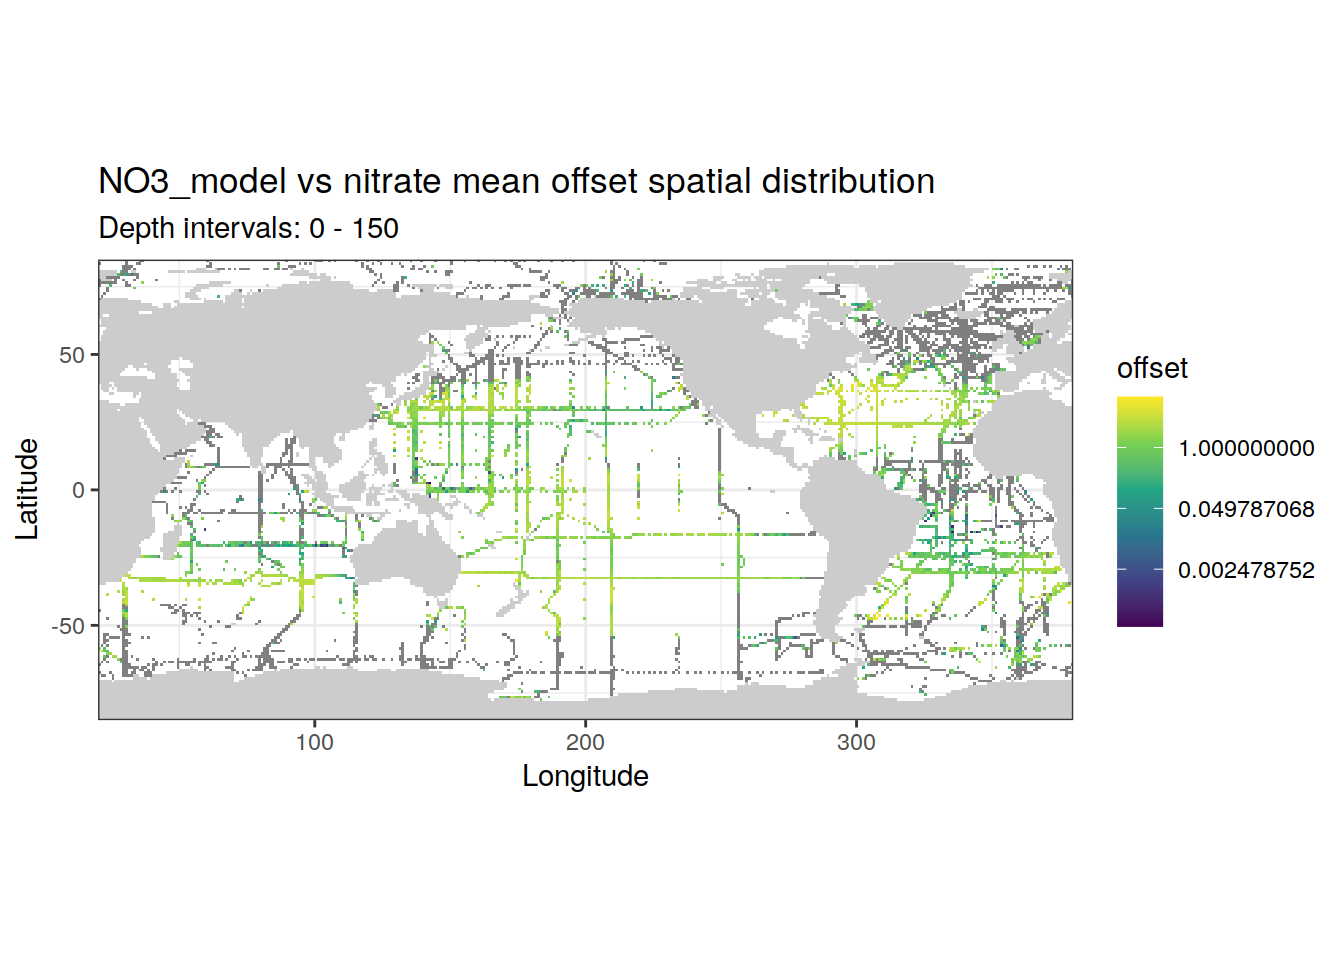 NO3_model vs nitrate mean offset spatial distribution
Depth intervals: 0 - 150
offset
1.000000000
0.049787068
0.002478752
50
0
-50
Latitude
100
200
300
Longitude